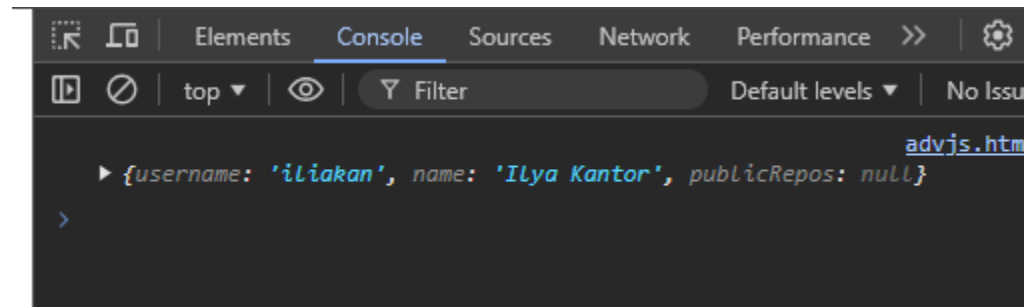 Elements Console Sources Network Performance
top Filter Default levels No Issu
advjs.htm
{username: 'iliakan', name: 'Ilya Kantor', publicRepos: null}